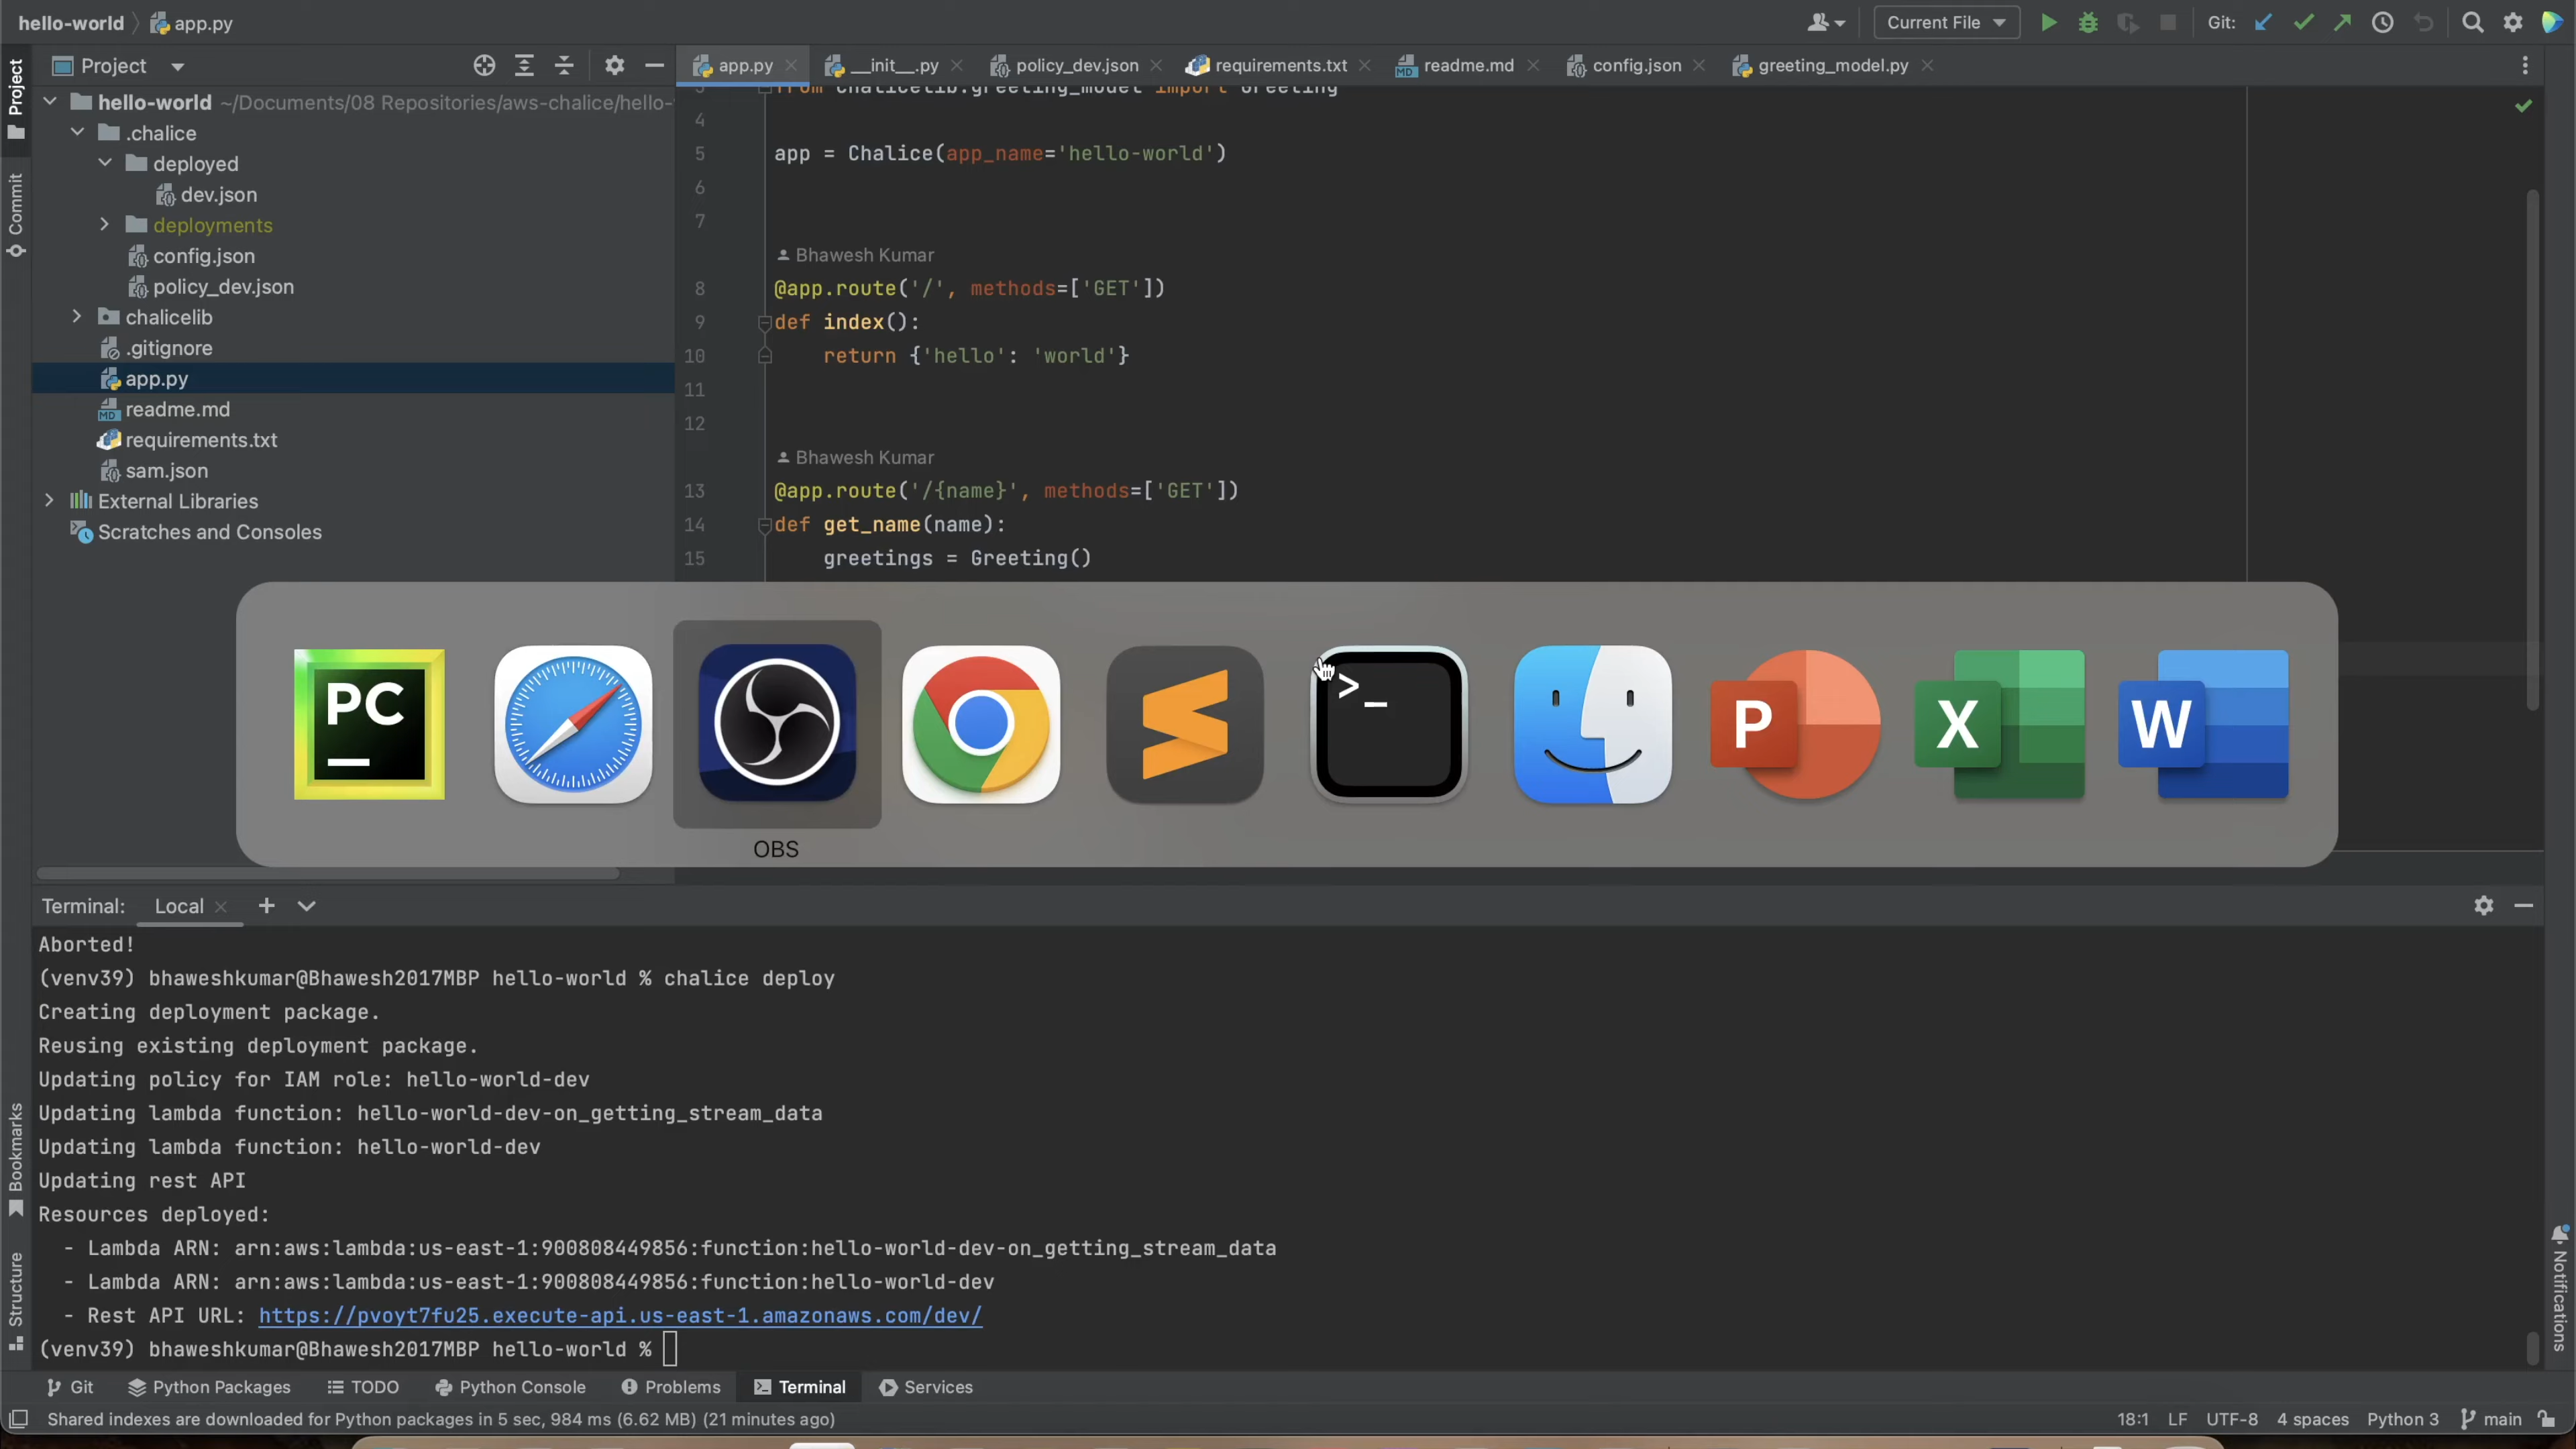 hello-world 〉 app.py
Current File
Git:
Project
app.py
__init__.py
policy_dev.json
requirements.txt
readme.md
config.json
greeting_model.py
Project
Commit
Bookmarks
Structure
Notifications
hello-world ~/Documents/08 Repositories/aws-chalice/hello-
.chalice
deployed
dev.json
deployments
config.json
policy_dev.json
chalicelib
.gitignore
app.py
readme.md
requirements.txt
sam.json
External Libraries
Scratches and Consoles
3 from chalicelib.greeting_model import Greeting
4
5 app = Chalice(app_name='hello-world')
6
7
Bhawesh Kumar
8 @app.route('/', methods=['GET'])
9 def index():
10 return {'hello': 'world'}
11
12
Bhawesh Kumar
13 @app.route('/{name}', methods=['GET'])
14 def get_name(name):
15 greetings = Greeting()
PC
>_
P
X
W
OBS
Terminal: Local
Aborted!
(venv39) bhaweshkumar@Bhawesh2017MBP hello-world % chalice deploy
Creating deployment package.
Reusing existing deployment package.
Updating policy for IAM role: hello-world-dev
Updating lambda function: hello-world-dev-on_getting_stream_data
Updating lambda function: hello-world-dev
Updating rest API
Resources deployed:
- Lambda ARN: arn:aws:lambda:us-east-1:900808449856:function:hello-world-dev-on_getting_stream_data
- Lambda ARN: arn:aws:lambda:us-east-1:900808449856:function:hello-world-dev
- Rest API URL: https://pvoyt7fu25.execute-api.us-east-1.amazonaws.com/dev/
(venv39) bhaweshkumar@Bhawesh2017MBP hello-world %
Git Python Packages TODO Python Console Problems Terminal Services
Shared indexes are downloaded for Python packages in 5 sec, 984 ms (6.62 MB) (21 minutes ago)
18:1 LF UTF-8 4 spaces Python 3 main